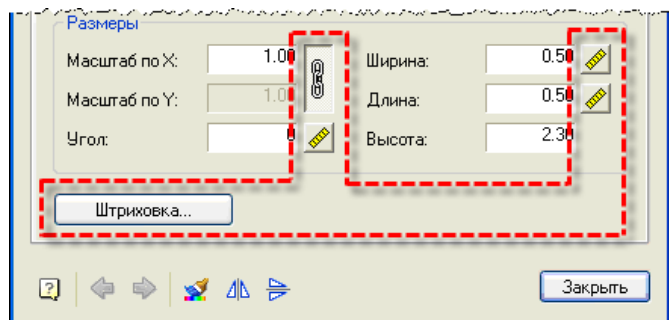 Размеры
Масштаб по X: 1.00 Ширина: 0.50
Масштаб по Y: 1.00 Длина: 0.50
Угол: 0 Высота: 2.30
Штриховка...
Закрыть